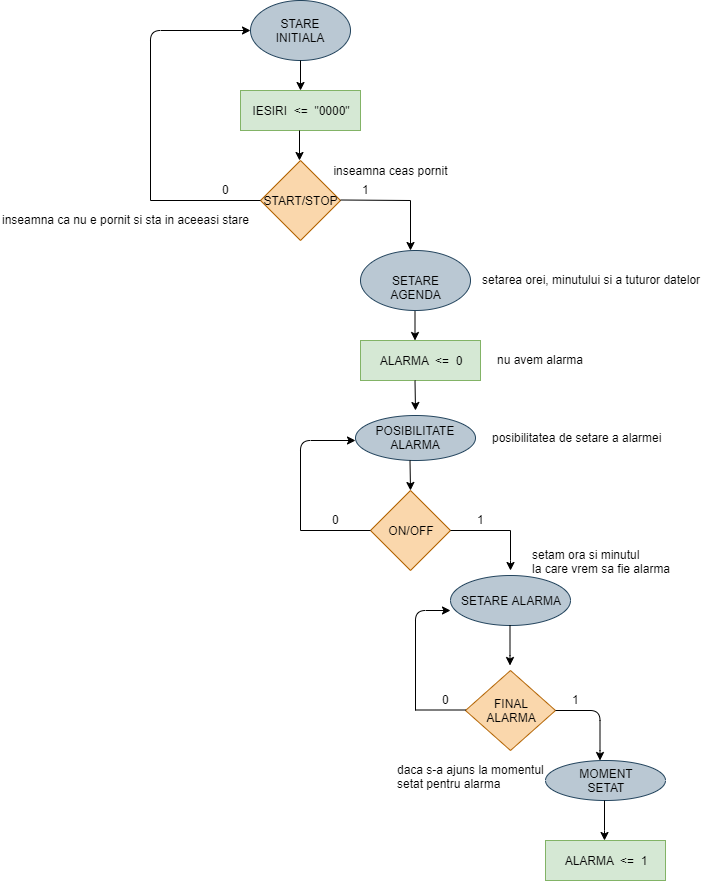 STARE
INITIALA
IESIRI <= "0000"
inseamna ceas pornit
0
START/STOP
1
inseamna ca nu e pornit si sta in aceeasi stare
SETARE
AGENDA
setarea orei, minutului si a tuturor datelor
ALARMA <= 0
nu avem alarma
POSIBILITATE
ALARMA
posibilitatea de setare a alarmei
0
ON/OFF
1
setam ora si minutul
la care vrem sa fie alarma
SETARE ALARMA
0
FINAL
ALARMA
1
daca s-a ajuns la momentul
setat pentru alarma
MOMENT
SETAT
ALARMA <= 1